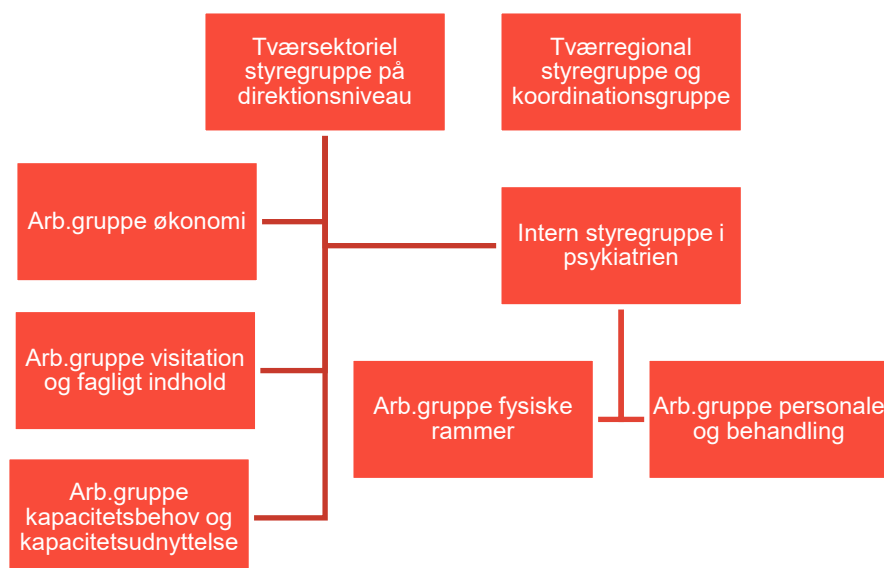 Tværsektoriel
styregruppe på
direktionsniveau
Tværregional
styregruppe og
koordinationsgruppe
Arb.gruppe økonomi
Intern styregruppe i
psykiatrien
Arb.gruppe visitation
og fagligt indhold
Arb.gruppe fysiske
rammer
Arb.gruppe personale
og behandling
Arb.gruppe
kapacitetsbehov og
kapacitetsudnyttelse